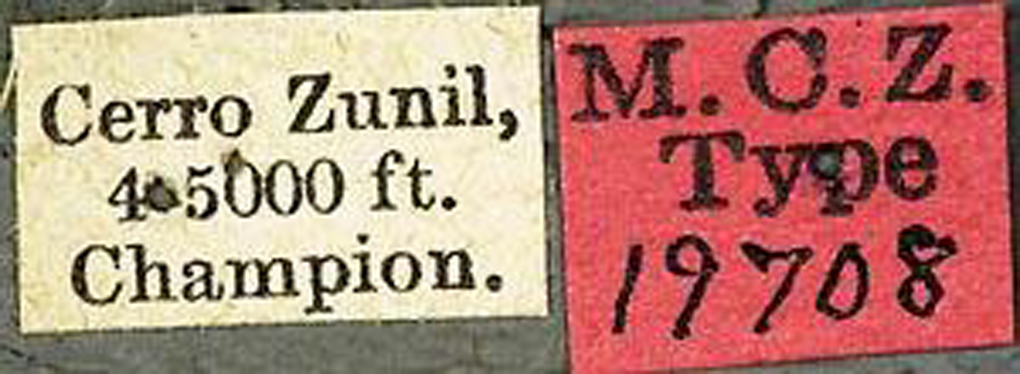 Cerro Zunil,
4-5000 ft.
Champion.
M. C. Z.
Type
19708